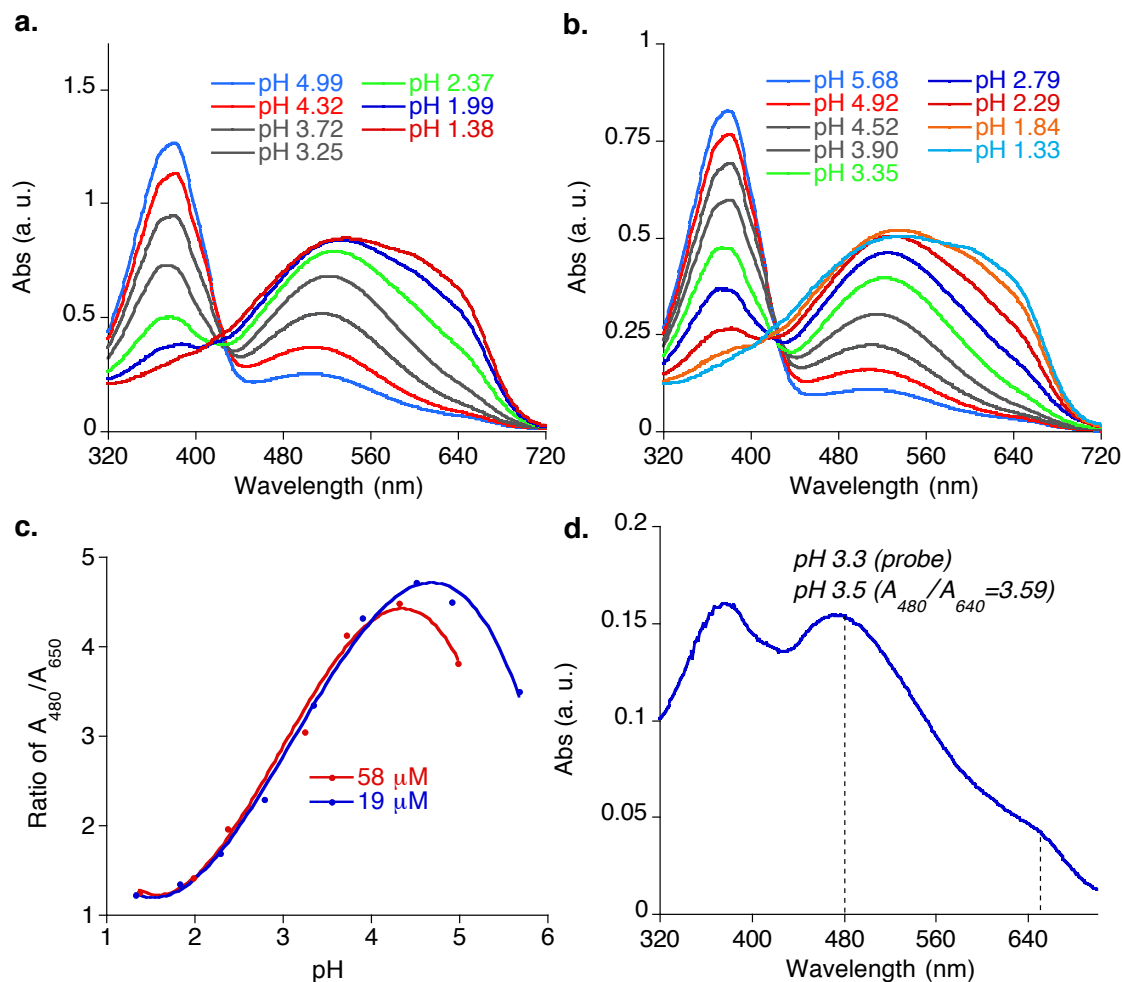 a.
1.5
1
0.5
0
Abs (a. u.)
pH 4.99
pH 4.32
pH 3.72
pH 3.25
pH 2.37
pH 1.99
pH 1.38
320 400 480 560 640 720
Wavelength (nm)
b.
1
0.75
0.5
0.25
0
Abs (a. u.)
pH 5.68
pH 4.92
pH 4.52
pH 3.90
pH 3.35
pH 2.79
pH 2.29
pH 1.84
pH 1.33
320 400 480 560 640 720
Wavelength (nm)
c.
5
4
3
2
1
Ratio of A480/A650
58 μM
19 μM
1 2 3 4 5 6
pH
d.
0.2
0.15
0.1
0.05
0
Abs (a. u.)
pH 3.3 (probe)
pH 3.5 (A480/A640=3.59)
320 400 480 560 640
Wavelength (nm)